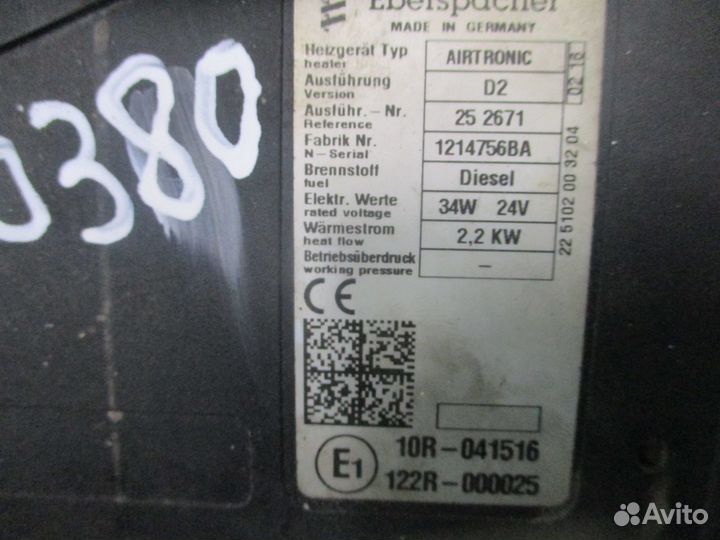 Eberspächer
MADE IN GERMANY
Heizgerät Typ
heater
AIRTRONIC
Ausführung
Version
D2
Ausführ.-Nr.
Reference
25 2671
Fabrik Nr.
N-Serial
1214756BA
Brennstoff
fuel
Diesel
Elektr. Werte
rated voltage
34W 24V
Wärmestrom
heat flow
2,2 KW
Betriebsüberdruck
working pressure
–
02 16
22 5102 00 32 04
CE
E1
10R-041516
122R-000025
0380
Avito